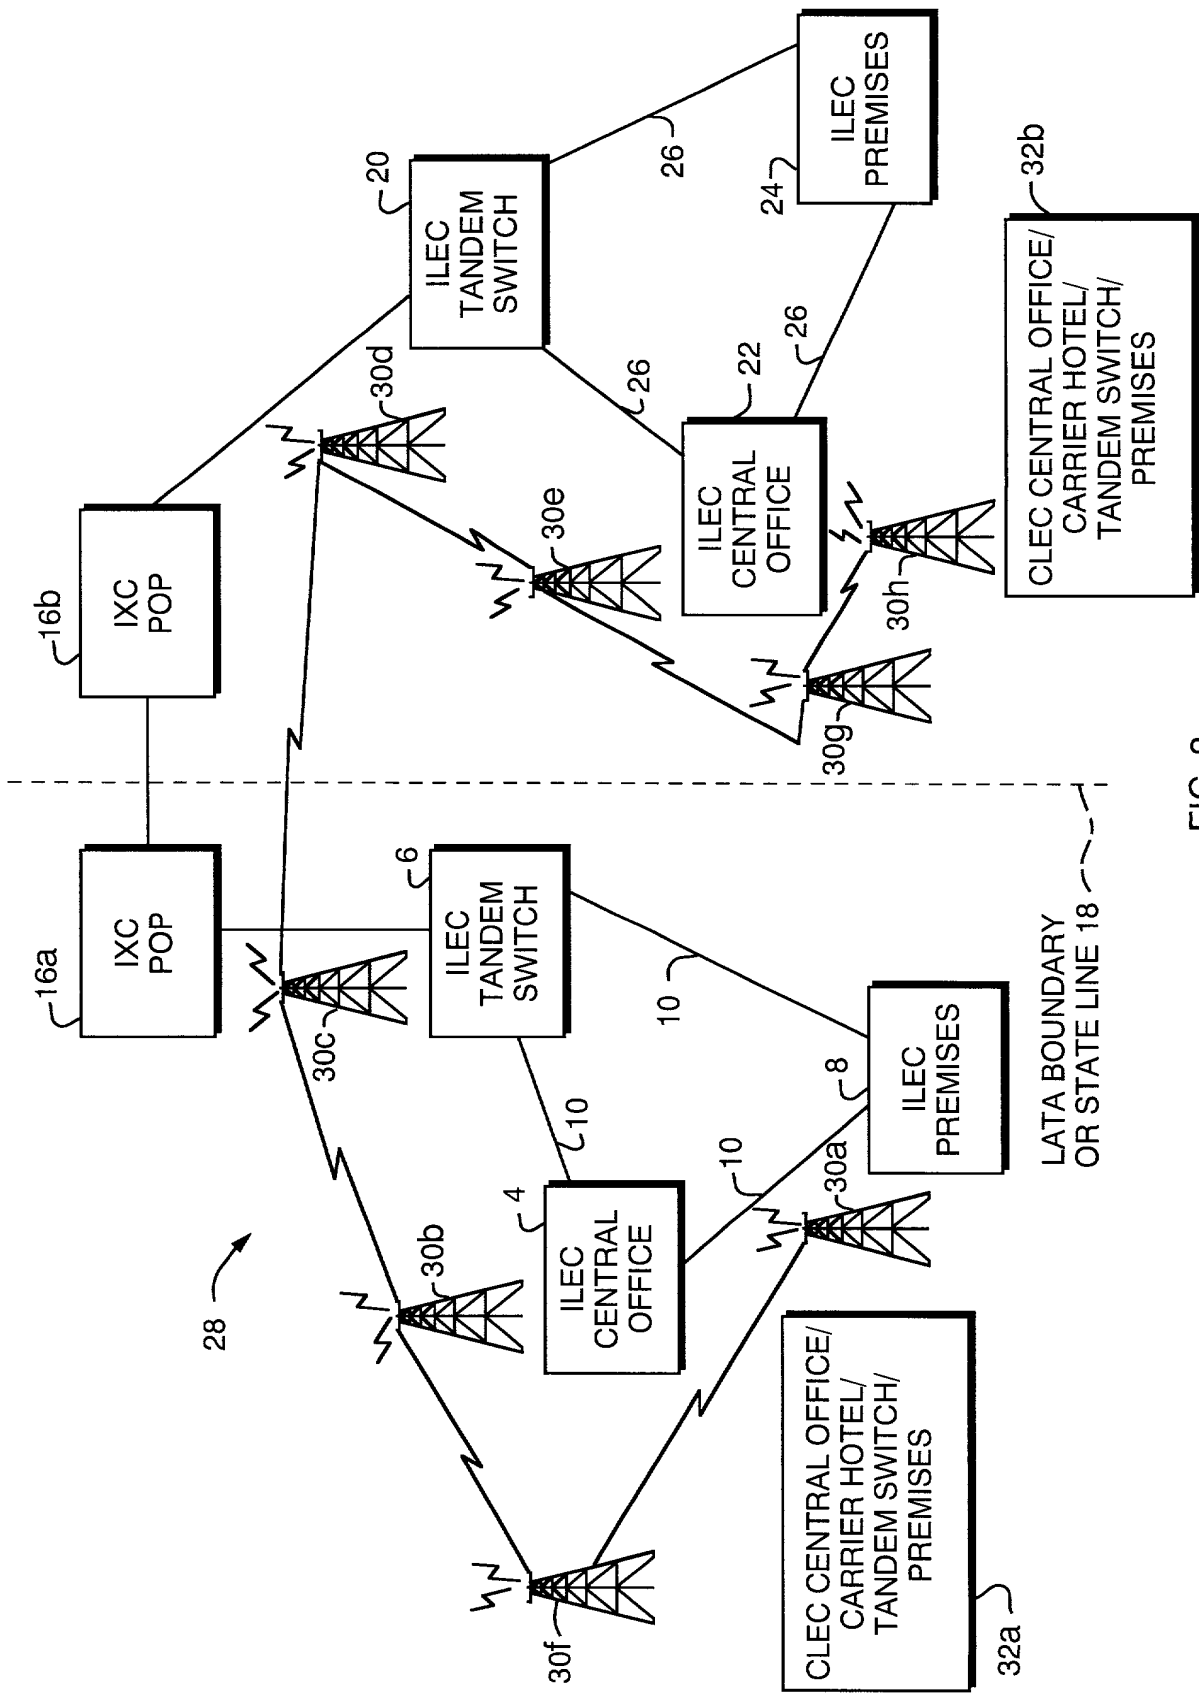 16a
16b
IXC
POP
IXC
POP
28
30c
30d
6
20
ILEC
TANDEM
SWITCH
ILEC
TANDEM
SWITCH
30b
30f
30e
4
10
26
26
ILEC
CENTRAL
OFFICE
ILEC
CENTRAL
OFFICE
10
22
24
10
26
30a
8
30g
30h
ILEC
PREMISES
ILEC
PREMISES
CLEC CENTRAL OFFICE/
CARRIER HOTEL/
TANDEM SWITCH/
PREMISES
32a
LATA BOUNDARY
OR STATE LINE 18
CLEC CENTRAL OFFICE/
CARRIER HOTEL/
TANDEM SWITCH/
PREMISES
32b
FIG.